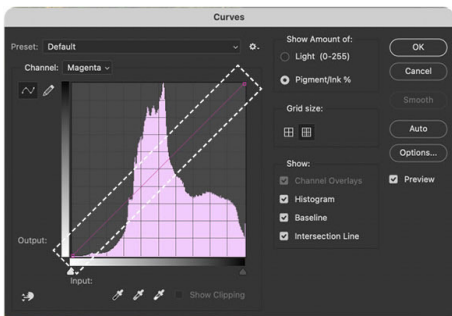 Curves
Preset: Default
Channel: Magenta
Output:
Input:
Show Clipping
Show Amount of:
Light (0-255)
Pigment/Ink %
Grid size:
Show:
Channel Overlays
Histogram
Baseline
Intersection Line
OK
Cancel
Smooth
Auto
Options...
Preview